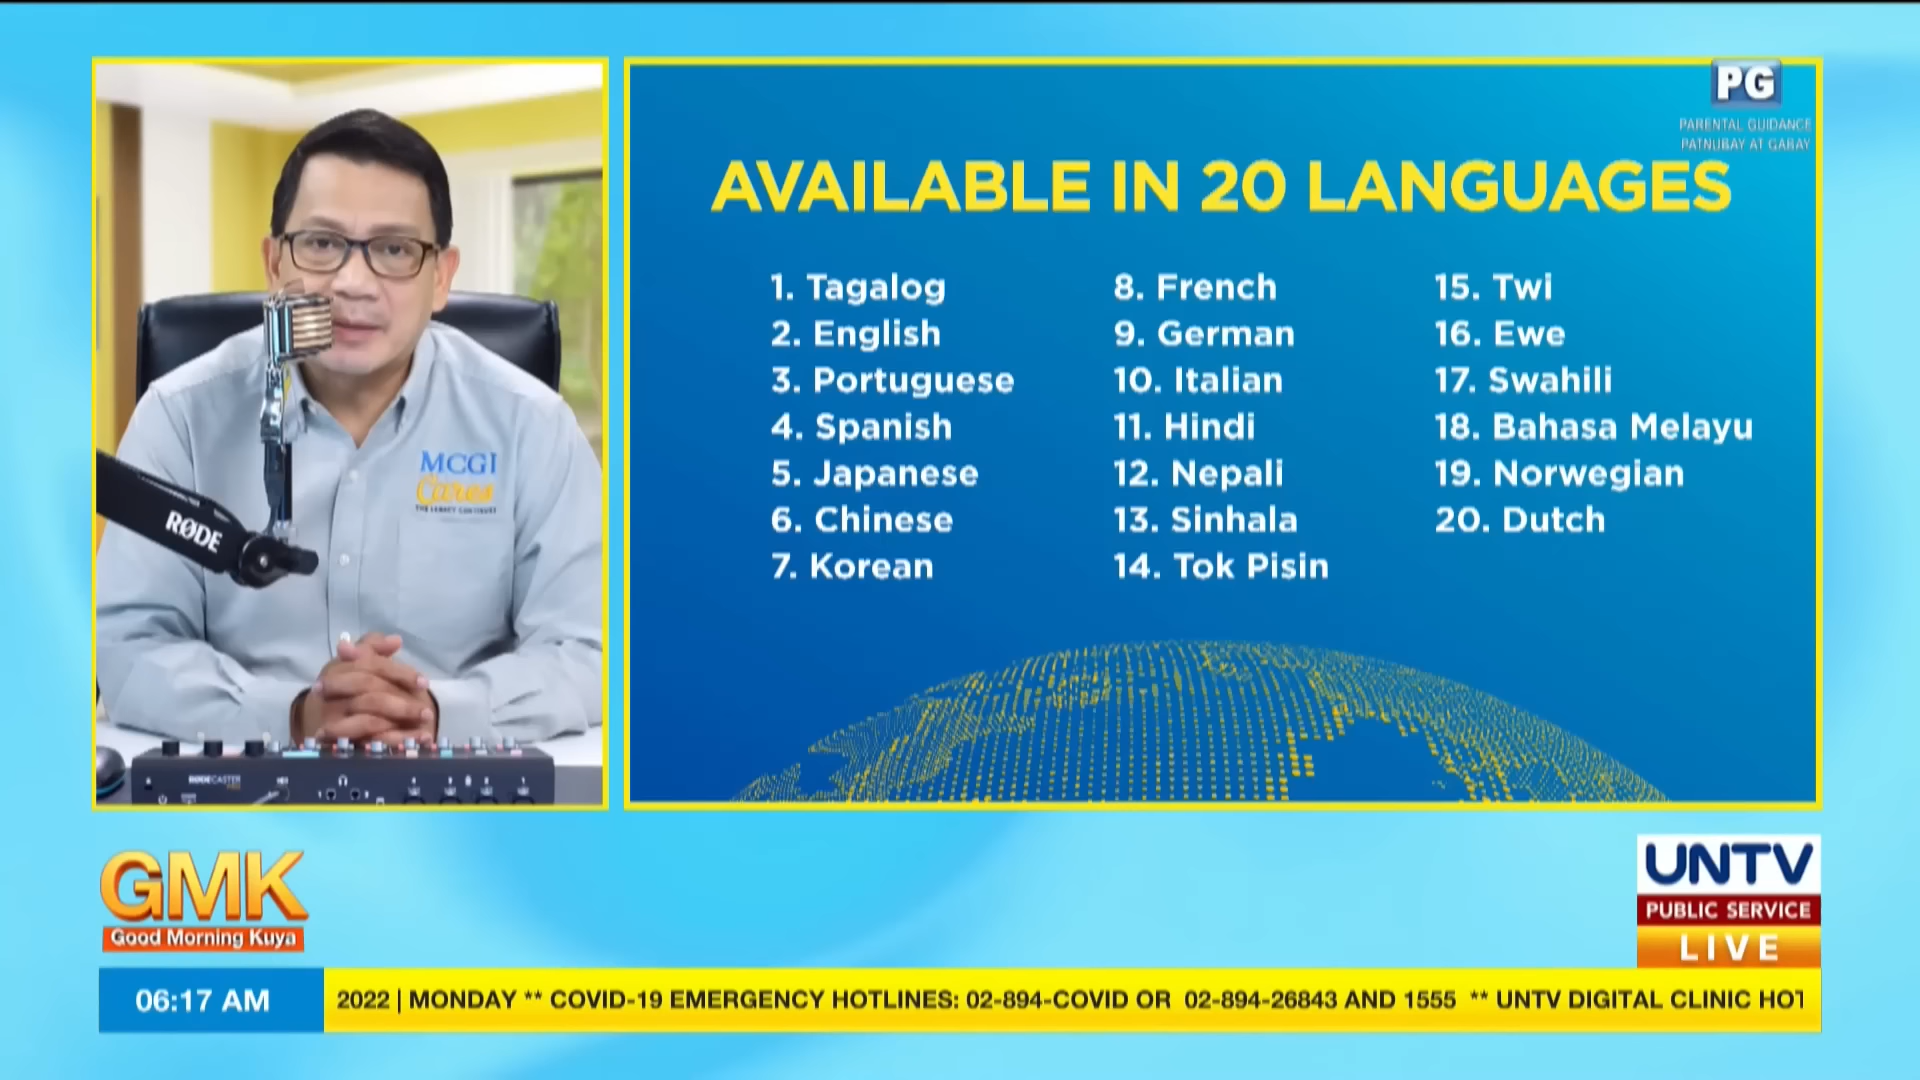 PG
PARENTAL GUIDANCE
PATNUBAY AT GABAY
AVAILABLE IN 20 LANGUAGES
1. Tagalog
2. English
3. Portuguese
4. Spanish
5. Japanese
6. Chinese
7. Korean
8. French
9. German
10. Italian
11. Hindi
12. Nepali
13. Sinhala
14. Tok Pisin
15. Twi
16. Ewe
17. Swahili
18. Bahasa Melayu
19. Norwegian
20. Dutch
MCGI
Cares
THE LEGACY CONTINUES
RØDE
RØDECASTER
GMK
Good Morning Kuya
UNTV
PUBLIC SERVICE
LIVE
06:17 AM
2022 | MONDAY ** COVID-19 EMERGENCY HOTLINES: 02-894-COVID OR 02-894-26843 AND 1555 ** UNTV DIGITAL CLINIC HOT